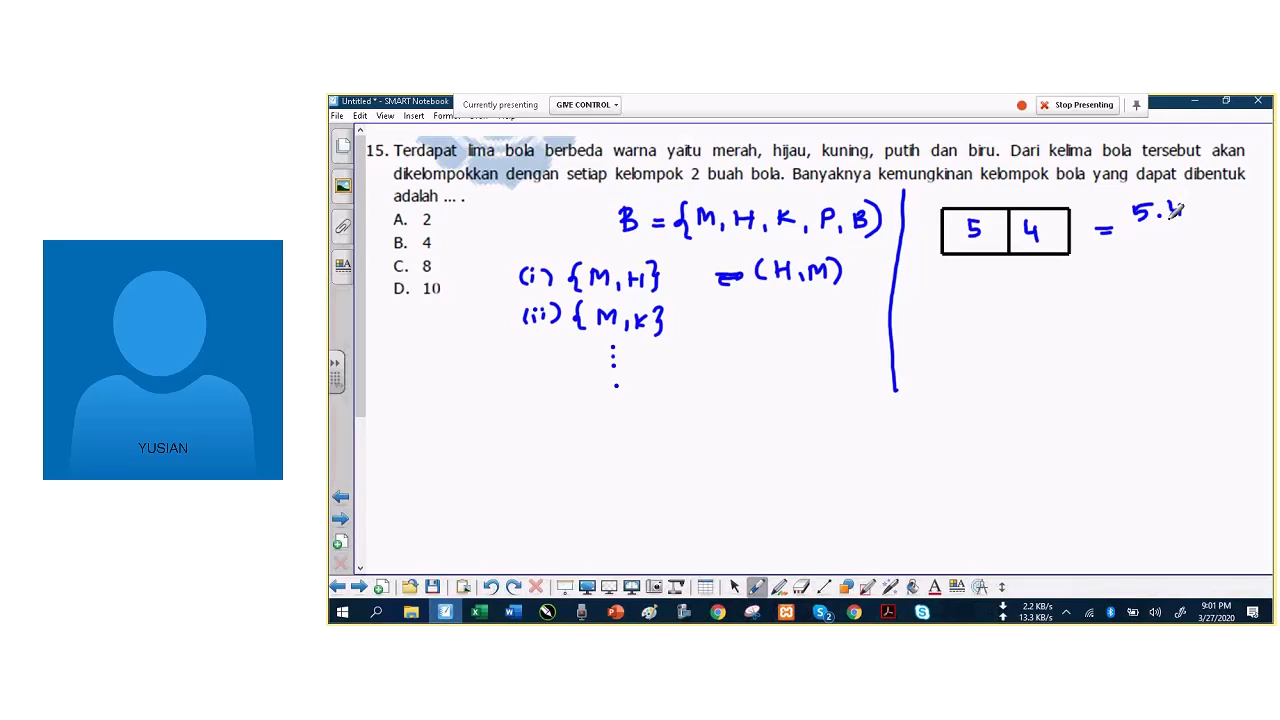 Untitled * - SMART Notebook
Currently presenting
GIVE CONTROL
Stop Presenting
File Edit View Insert Format Help
15. Terdapat lima bola berbeda warna yaitu merah, hijau, kuning, putih dan biru. Dari kelima bola tersebut akan
dikelompokkan dengan setiap kelompok 2 buah bola. Banyaknya kemungkinan kelompok bola yang dapat dibentuk
adalah ... .
A. 2
B. 4
C. 8
D. 10
B = {M, H, K, P, B}
(i) {M, H} = (H, M)
(ii) {M, K}
5 4 = 5.
YUSIAN
2.2 KB/s
13.3 KB/s
9:01 PM
3/27/2020